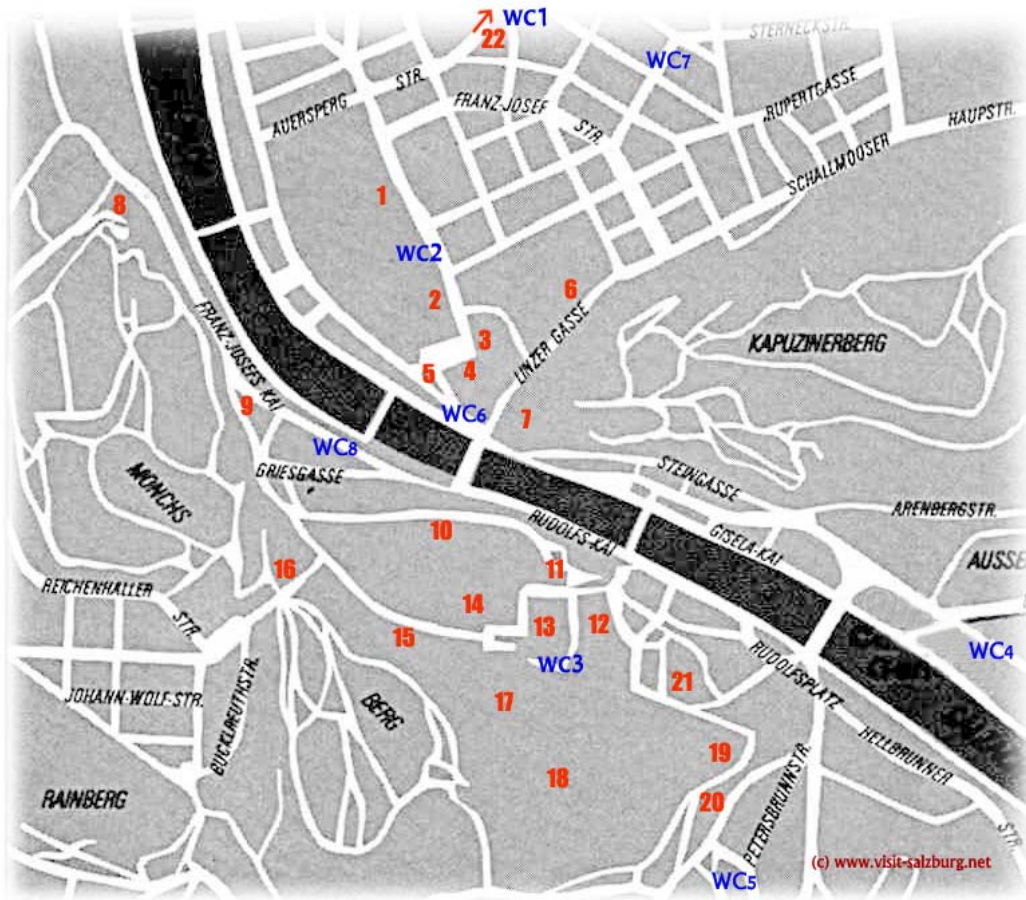 WC1
22
STERNECKSTR.
WC7
AUERSPERG
STR.
FRANZ-JOSEF
STR.
RUPERTGASSE
HAUPSTR.
SCHALLMOOSER
1
8
WC2
2
6
FRANZ-JOSEFS KAI
3
LINZER GASSE
KAPUZINERBERG
5
4
9
WC6
7
WC8
GRIESGASSE
MÖNCHS
STEINGASSE
ARENBERGSTR.
10
RUDOLFS-KAI
GISELA-KAI
16
11
REICHENHALLER
STR.
14
15
13
12
WC3
WC4
RUDOLFSPLATZ
21
JOHANN-WOLF-STR.
BUCKLREUTHSTR.
BERG
17
19
HELLBRUNNER
STR.
18
RAINBERG
20
PETERSBRUNNSTR.
(c) www.visit-salzburg.net
WC5